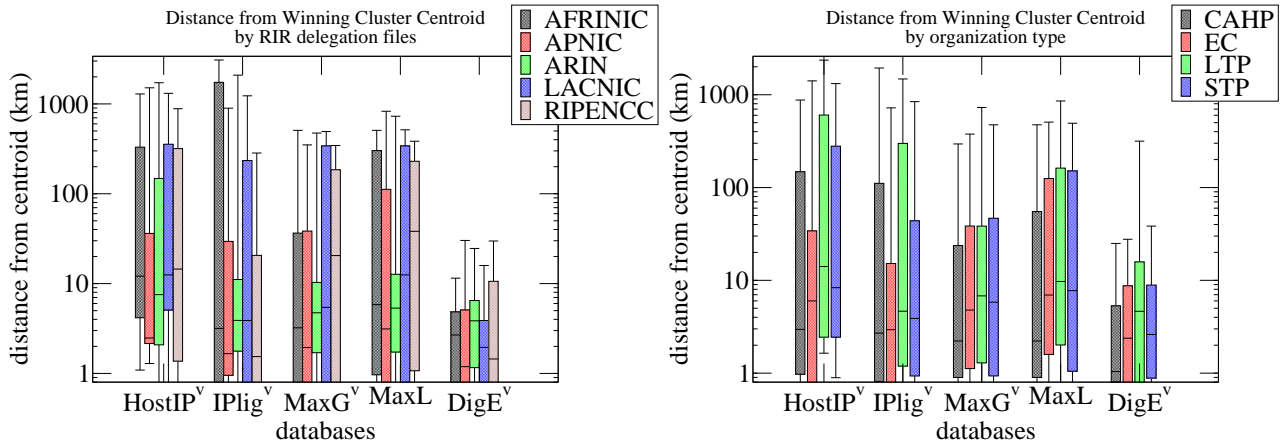 Distance from Winning Cluster Centroid
by RIR delegation files
AFRINIC
APNIC
ARIN
LACNIC
RIPENCC
distance from centroid (km)
1000
100
10
1
HostIP^v
IPlig^v
MaxG^v
MaxL
DigE^v
databases
Distance from Winning Cluster Centroid
by organization type
CAHP
EC
LTP
STP
distance from centroid (km)
1000
100
10
1
HostIP^v
IPlig^v
MaxG^v
MaxL
DigE^v
databases